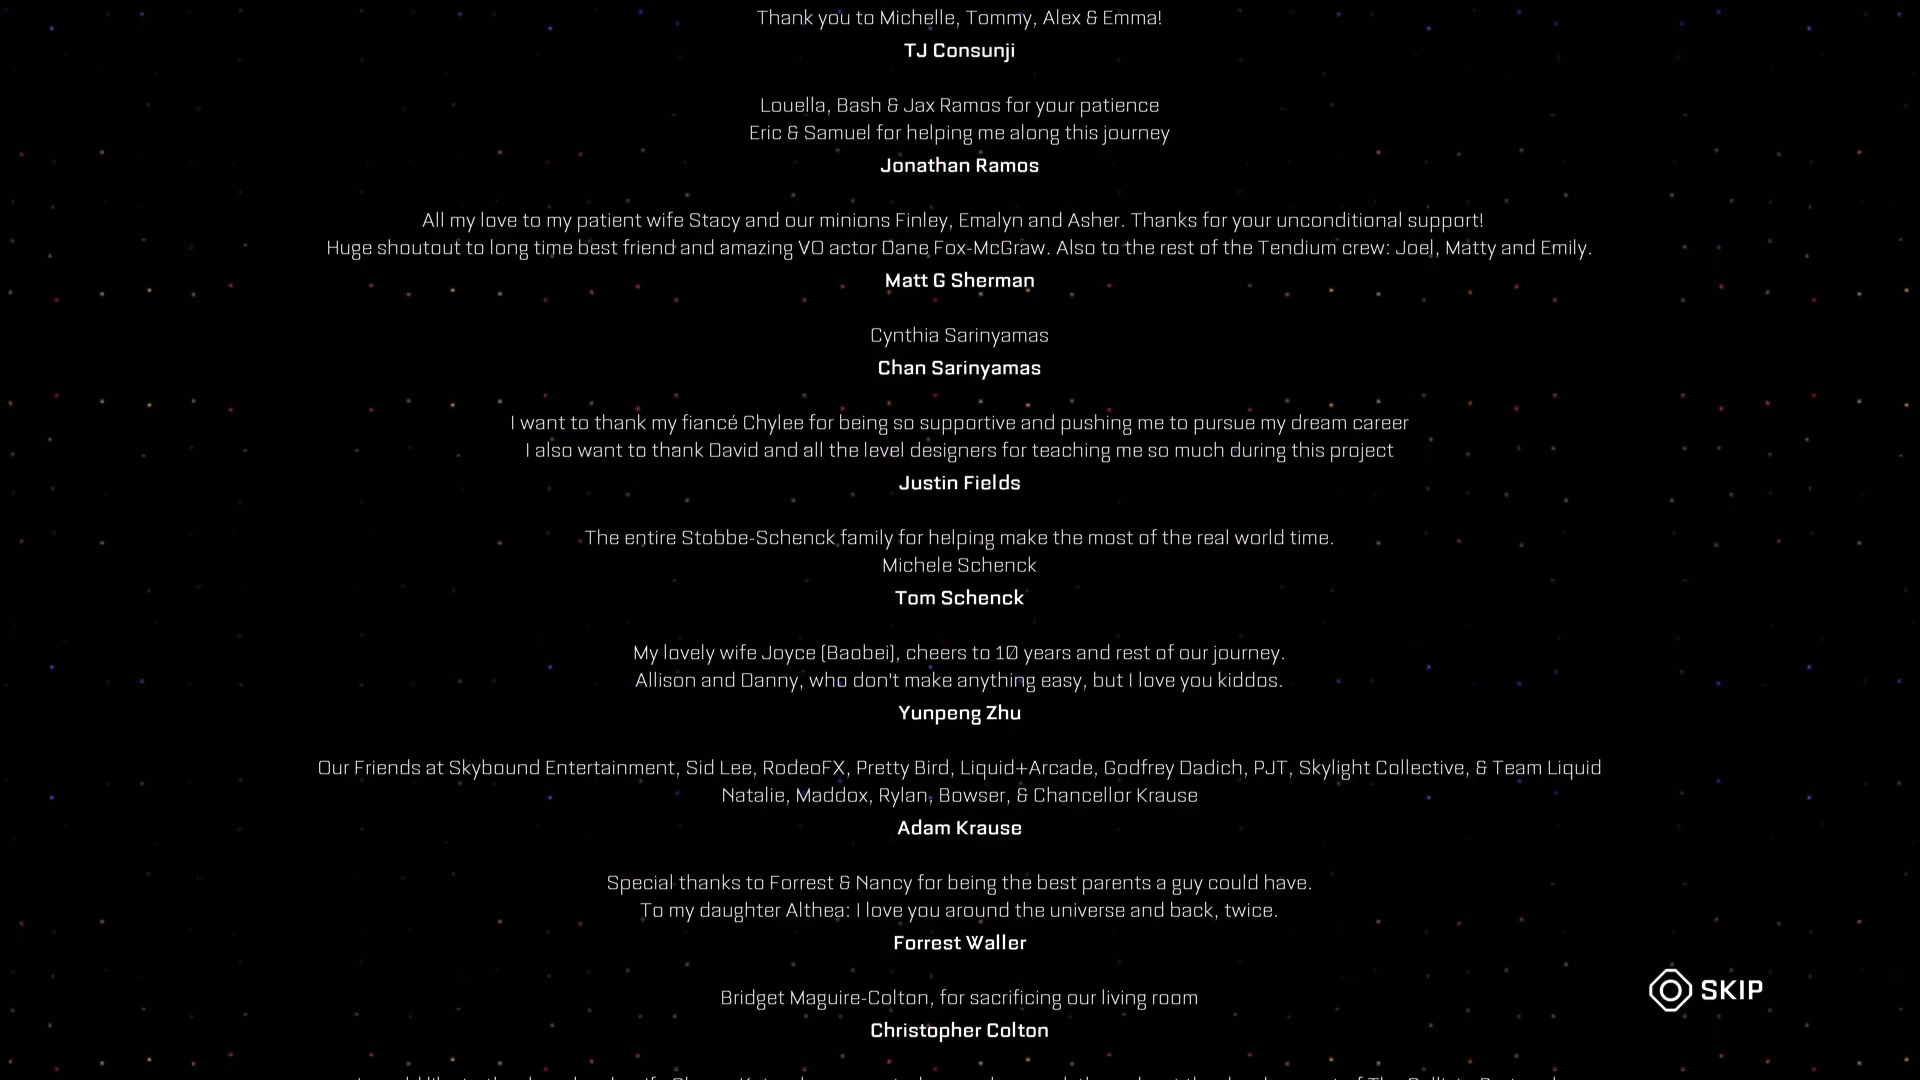 Thank you to Michelle, Tommy, Alex & Emma!
TJ Consunji
Louella, Bash & Jax Ramos for your patience
Eric & Samuel for helping me along this journey
Jonathan Ramos
All my love to my patient wife Stacy and our minions Finley, Emalyn and Asher. Thanks for your unconditional support!
Huge shoutout to long time best friend and amazing VO actor Dane Fox-McGraw. Also to the rest of the Tendium crew: Joel, Matty and Emily.
Matt G Sherman
Cynthia Sarinyamas
Chan Sarinyamas
I want to thank my fiancé Chylee for being so supportive and pushing me to pursue my dream career
I also want to thank David and all the level designers for teaching me so much during this project
Justin Fields
The entire Stobbe-Schenck family for helping make the most of the real world time.
Michele Schenck
Tom Schenck
My lovely wife Joyce (Baobei), cheers to 10 years and rest of our journey.
Allison and Danny, who don't make anything easy, but I love you kiddos.
Yunpeng Zhu
Our Friends at Skybound Entertainment, Sid Lee, RodeoFX, Pretty Bird, Liquid+Arcade, Godfrey Dadich, PJT, Skylight Collective, & Team Liquid
Natalie, Maddox, Rylan, Bowser, & Chancellor Krause
Adam Krause
Special thanks to Forrest & Nancy for being the best parents a guy could have.
To my daughter Althea: I love you around the universe and back, twice.
Forrest Waller
Bridget Maguire-Colton, for sacrificing our living room
SKIP
Christopher Colton